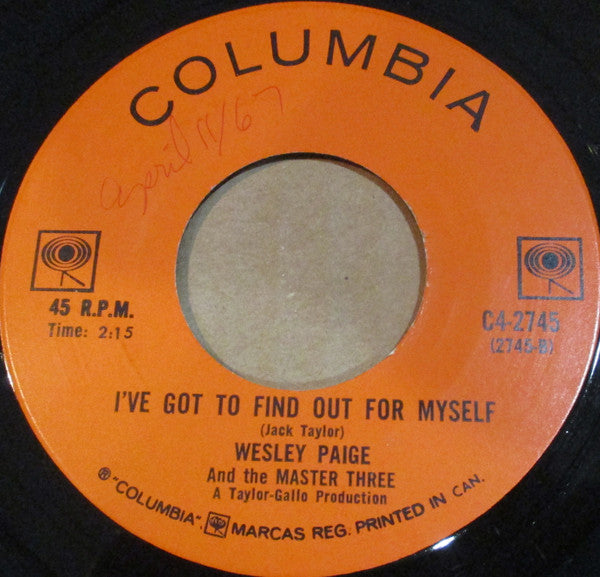 COLUMBIA
April 11/67
45 R.P.M.
Time: 2:15
C4-2745
(2745-B)
I'VE GOT TO FIND OUT FOR MYSELF
(Jack Taylor)
WESLEY PAIGE
And the MASTER THREE
A Taylor-Gallo Production
® "COLUMBIA", MARCAS REG. PRINTED IN CAN.